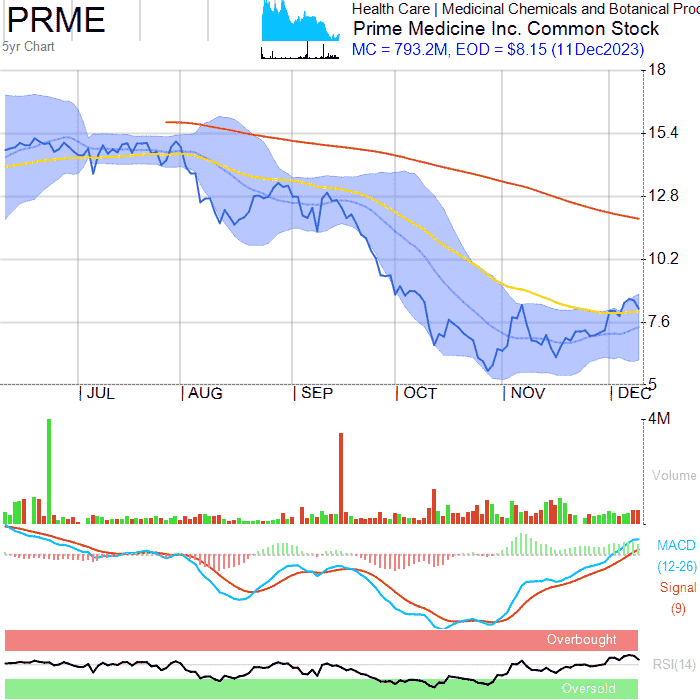 PRME
5yr Chart
Health Care | Medicinal Chemicals and Botanical Pro
Prime Medicine Inc. Common Stock
MC = 793.2M, EOD = $8.15 (11Dec2023)
18
15.4
12.8
10.2
7.6
5
JUL AUG SEP OCT NOV DEC
4M
Volume
MACD
(12-26)
Signal
(9)
Overbought
RSI(14)
Oversold